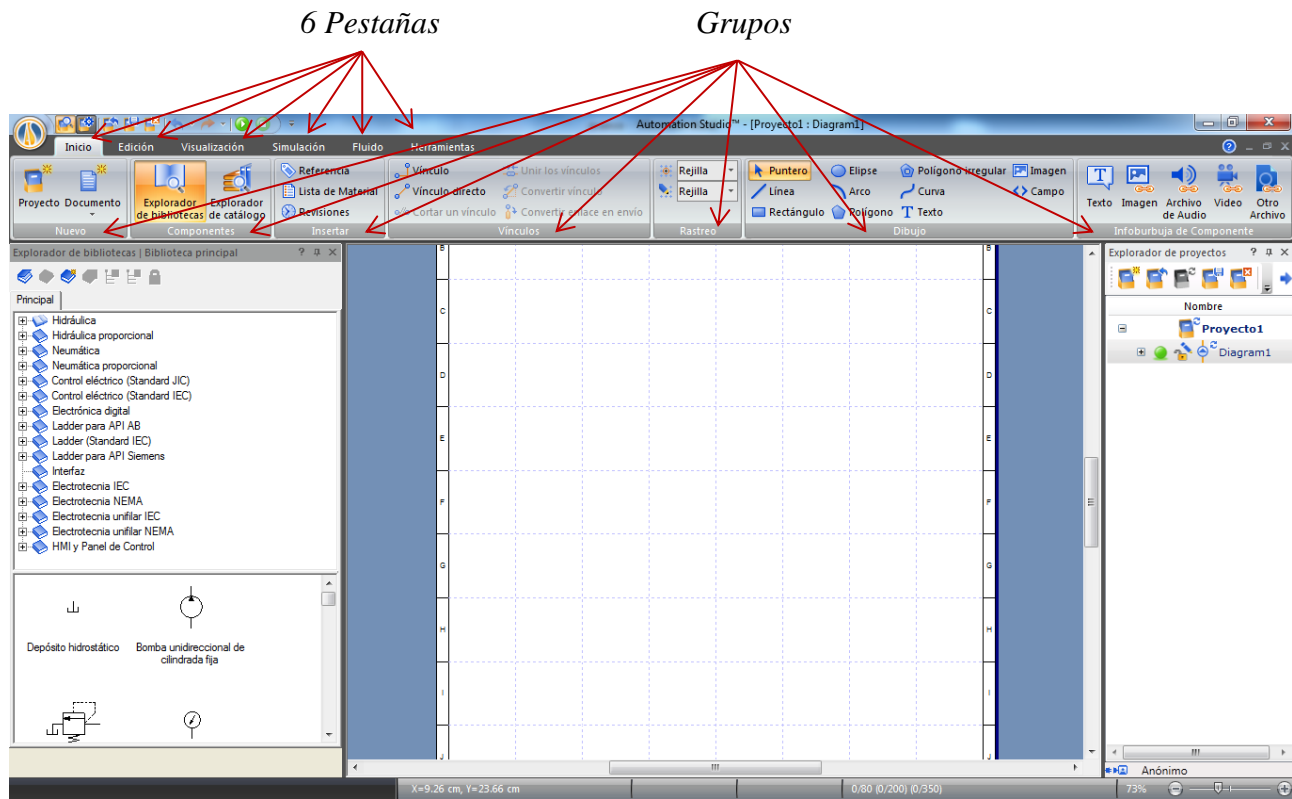 6 Pestañas
Grupos
Automation Studio™ - [Proyecto1 : Diagram1]
Inicio Edición Visualización Simulación Fluido Herramientas
Proyecto Documento
Nuevo
Explorador de bibliotecas
Explorador de catálogo
Componentes
Referencia
Lista de Material
Revisiones
Insertar
Vínculo
Vínculo directo
Cortar un vínculo
Unir los vínculos
Convertir vínculo
Convertir enlace en envío
Vínculos
Rejilla
Rejilla
Rastreo
Puntero
Línea
Rectángulo
Elipse
Arco
Polígono
Polígono irregular
Curva
Texto
Imagen
Campo
Dibujo
Texto Imagen Archivo de Audio Video Otro Archivo
Infoburbuja de Componente
Explorador de bibliotecas | Biblioteca principal
Principal
Hidráulica
Hidráulica proporcional
Neumática
Neumática proporcional
Control eléctrico (Standard JIC)
Control eléctrico (Standard IEC)
Electrónica digital
Ladder para API AB
Ladder (Standard IEC)
Ladder para API Siemens
Interfaz
Electrotecnia IEC
Electrotecnia NEMA
Electrotecnia unifilar IEC
Electrotecnia unifilar NEMA
HMI y Panel de Control
Depósito hidrostático
Bomba unidireccional de
cilindrada fija
B B
C C
D D
E E
F F
G G
H H
I I
J J
Explorador de proyectos
Nombre
Proyecto1
Diagram1
Anónimo
X=9.26 cm, Y=23.66 cm
0/80 (0/200) (0/350)
73%